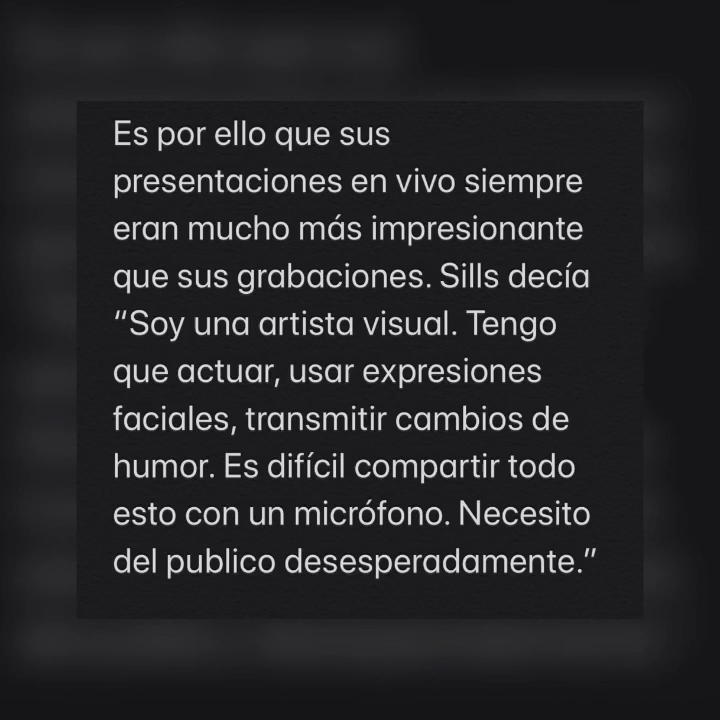 Es por ello que sus
presentaciones en vivo siempre
eran mucho más impresionante
que sus grabaciones. Sills decía
“Soy una artista visual. Tengo
que actuar, usar expresiones
faciales, transmitir cambios de
humor. Es difícil compartir todo
esto con un micrófono. Necesito
del publico desesperadamente.”